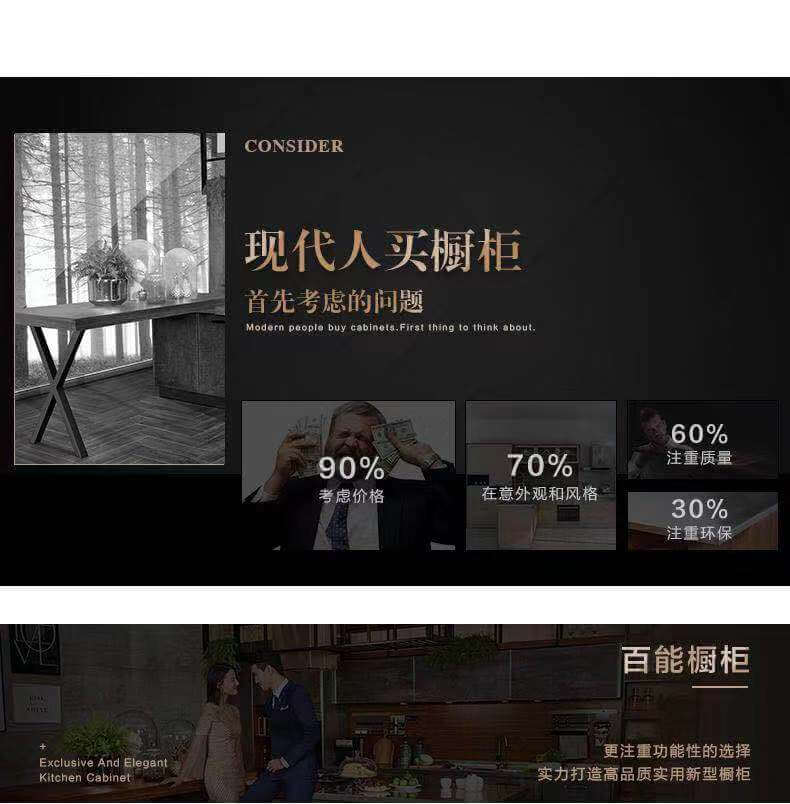 CONSIDER
现代人买橱柜
首先考虑的问题
Modern people buy cabinets.First thing to think about.
90%
考虑价格
70%
在意外观和风格
60%
注重质量
30%
注重环保
百能橱柜
更注重功能性的选择
实力打造高品质实用新型橱柜
+
Exclusive And Elegant
Kitchen Cabinet